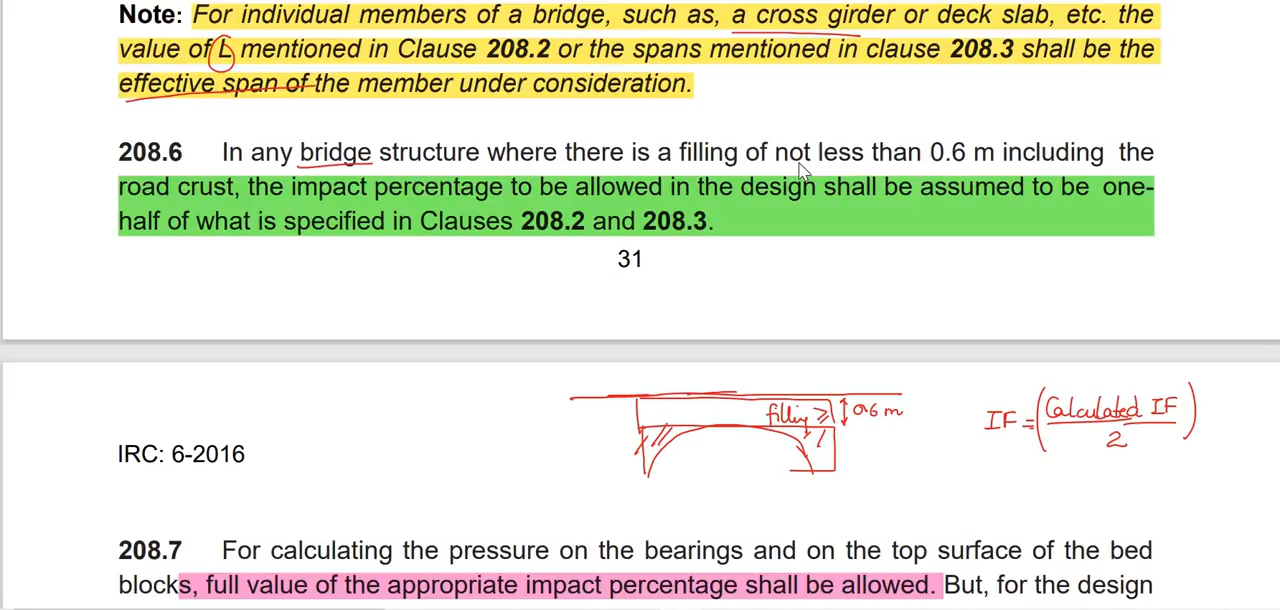 Note: For individual members of a bridge, such as, a cross girder or deck slab, etc. the
value of L mentioned in Clause 208.2 or the spans mentioned in clause 208.3 shall be the
effective span of the member under consideration.
208.6 In any bridge structure where there is a filling of not less than 0.6 m including the
road crust, the impact percentage to be allowed in the design shall be assumed to be one-
half of what is specified in Clauses 208.2 and 208.3.
31
filling ≥ 0.6 m
IF = (Calculated IF / 2)
IRC: 6-2016
208.7 For calculating the pressure on the bearings and on the top surface of the bed
blocks, full value of the appropriate impact percentage shall be allowed. But, for the design